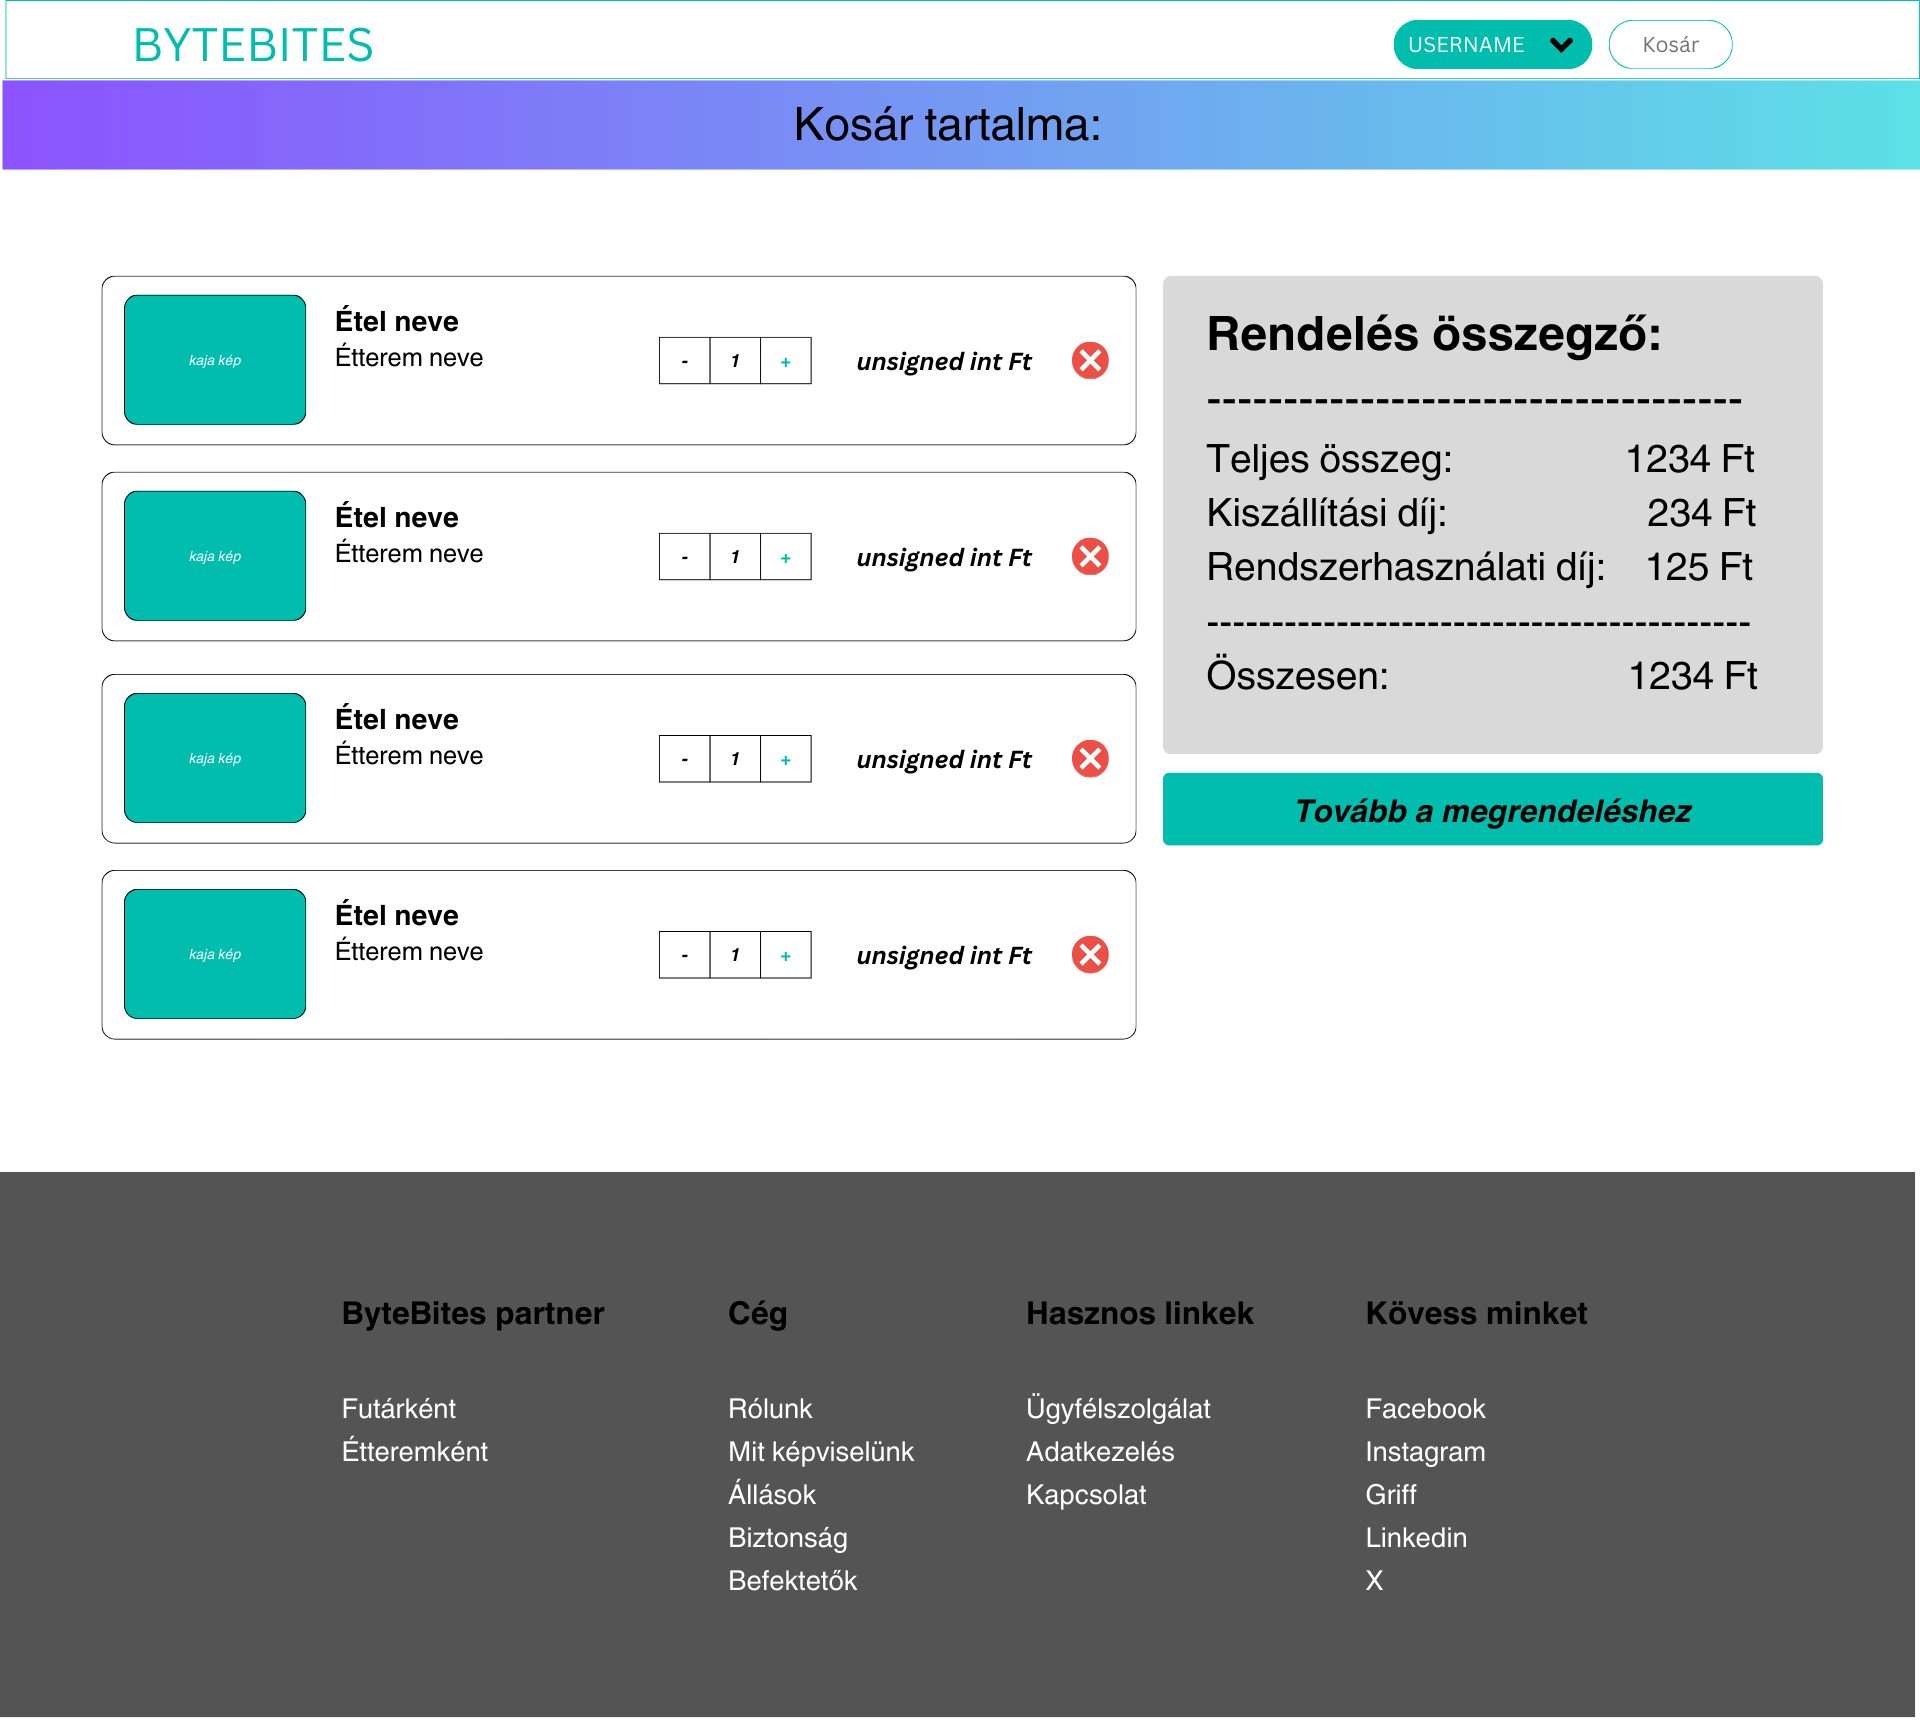 BYTEBITES
USERNAME
Kosár
Kosár tartalma:
kaja kép
Étel neve
Étterem neve
- 1 +
unsigned int Ft
kaja kép
Étel neve
Étterem neve
- 1 +
unsigned int Ft
kaja kép
Étel neve
Étterem neve
- 1 +
unsigned int Ft
kaja kép
Étel neve
Étterem neve
- 1 +
unsigned int Ft
Rendelés összegző:
-----------------------------------
Teljes összeg: 1234 Ft
Kiszállítási díj: 234 Ft
Rendszerhasználati díj: 125 Ft
------------------------------------------
Összesen: 1234 Ft
Tovább a megrendeléshez
ByteBites partner
Futárként
Étteremként
Cég
Rólunk
Mit képviselünk
Állások
Biztonság
Befektetők
Hasznos linkek
Ügyfélszolgálat
Adatkezelés
Kapcsolat
Kövess minket
Facebook
Instagram
Griff
Linkedin
X